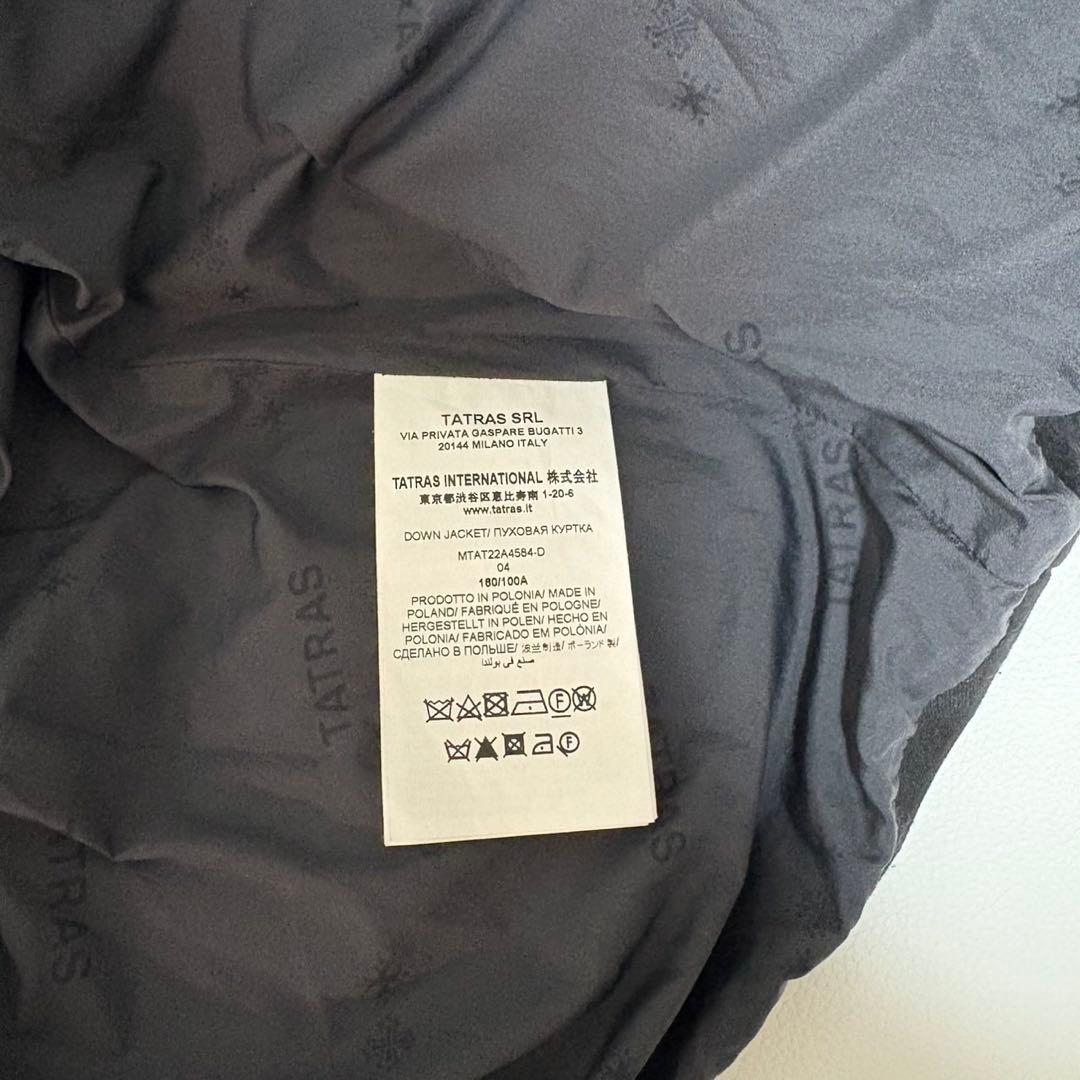 TATRAS SRL
VIA PRIVATA GASPARE BUGATTI 3
20144 MILANO ITALY
TATRAS INTERNATIONAL 株式会社
東京都渋谷区恵比寿南 1-20-6
www.tatras.it
DOWN JACKET/ ПУХОВАЯ КУРТКА
MTAT22A4584-D
04
180/100A
PRODOTTO IN POLONIA/ MADE IN
POLAND/ FABRIQUÉ EN POLOGNE/
HERGESTELLT IN POLEN/ HECHO EN
POLONIA/ FABRICADO EM POLÓNIA/
СДЕЛАНО В ПОЛЬШЕ/ 波兰制造/ ポーランド製/
صنع في بولندا
F W
F
TATRAS
TATRAS
TRAS